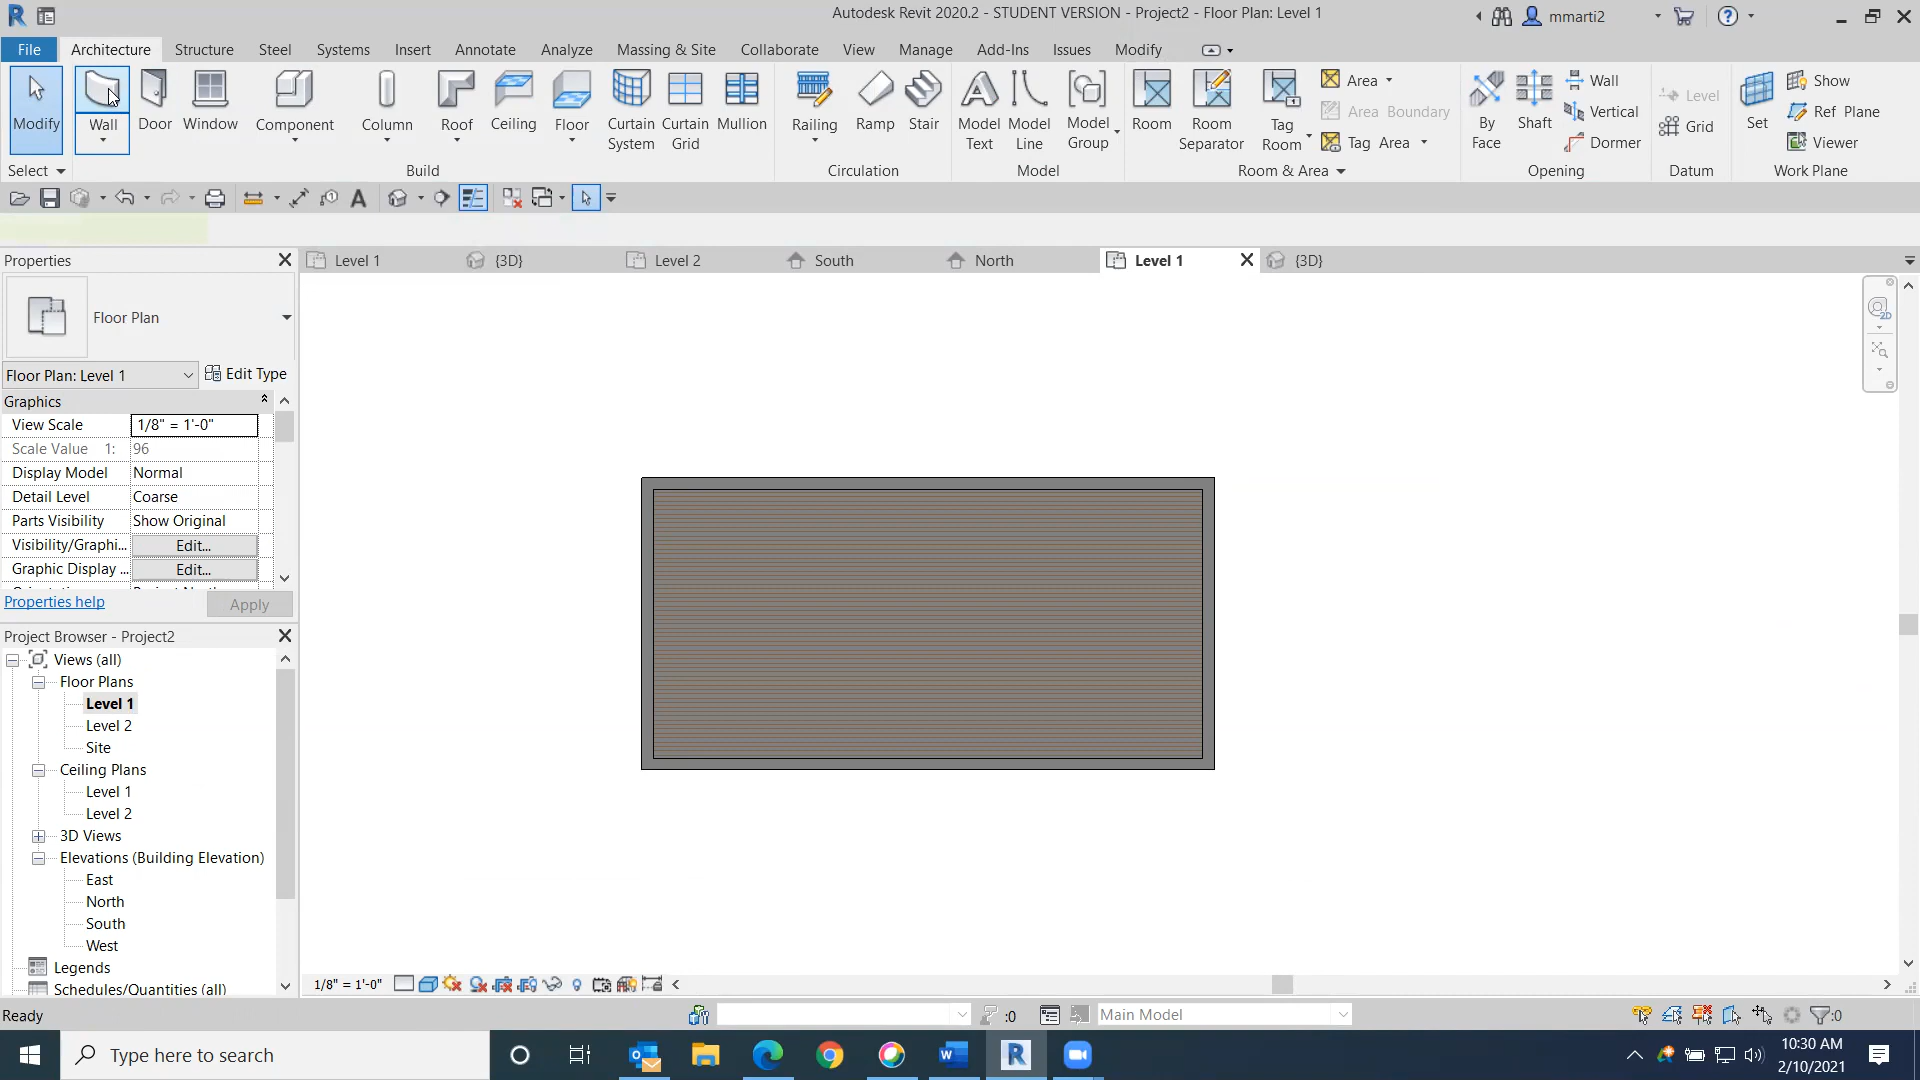 Autodesk Revit 2020.2 - STUDENT VERSION - Project2 - Floor Plan: Level 1
mmarti2
File Architecture Structure Steel Systems Insert Annotate Analyze Massing & Site Collaborate View Manage Add-Ins Issues Modify
Modify
Wall
Door
Window
Component
Column
Roof
Ceiling
Floor
Curtain System
Curtain Grid
Mullion
Railing
Ramp
Stair
Model Text
Model Line
Model Group
Room
Room Separator
Tag Room
Area
Area Boundary
Tag Area
By Face
Shaft
Wall
Vertical
Dormer
Level
Grid
Set
Show
Ref Plane
Viewer
Select
Build
Circulation
Model
Room & Area
Opening
Datum
Work Plane
Properties
Level 1
{3D}
Level 2
South
North
Level 1
{3D}
Floor Plan
Floor Plan: Level 1
Edit Type
Graphics
View Scale 1/8" = 1'-0"
Scale Value 1: 96
Display Model Normal
Detail Level Coarse
Parts Visibility Show Original
Visibility/Graphi... Edit...
Graphic Display ... Edit...
Properties help
Apply
Project Browser - Project2
Views (all)
Floor Plans
Level 1
Level 2
Site
Ceiling Plans
Level 1
Level 2
3D Views
Elevations (Building Elevation)
East
North
South
West
Legends
Schedules/Quantities (all)
1/8" = 1'-0"
Ready
:0
Main Model
:0
Type here to search
10:30 AM
2/10/2021